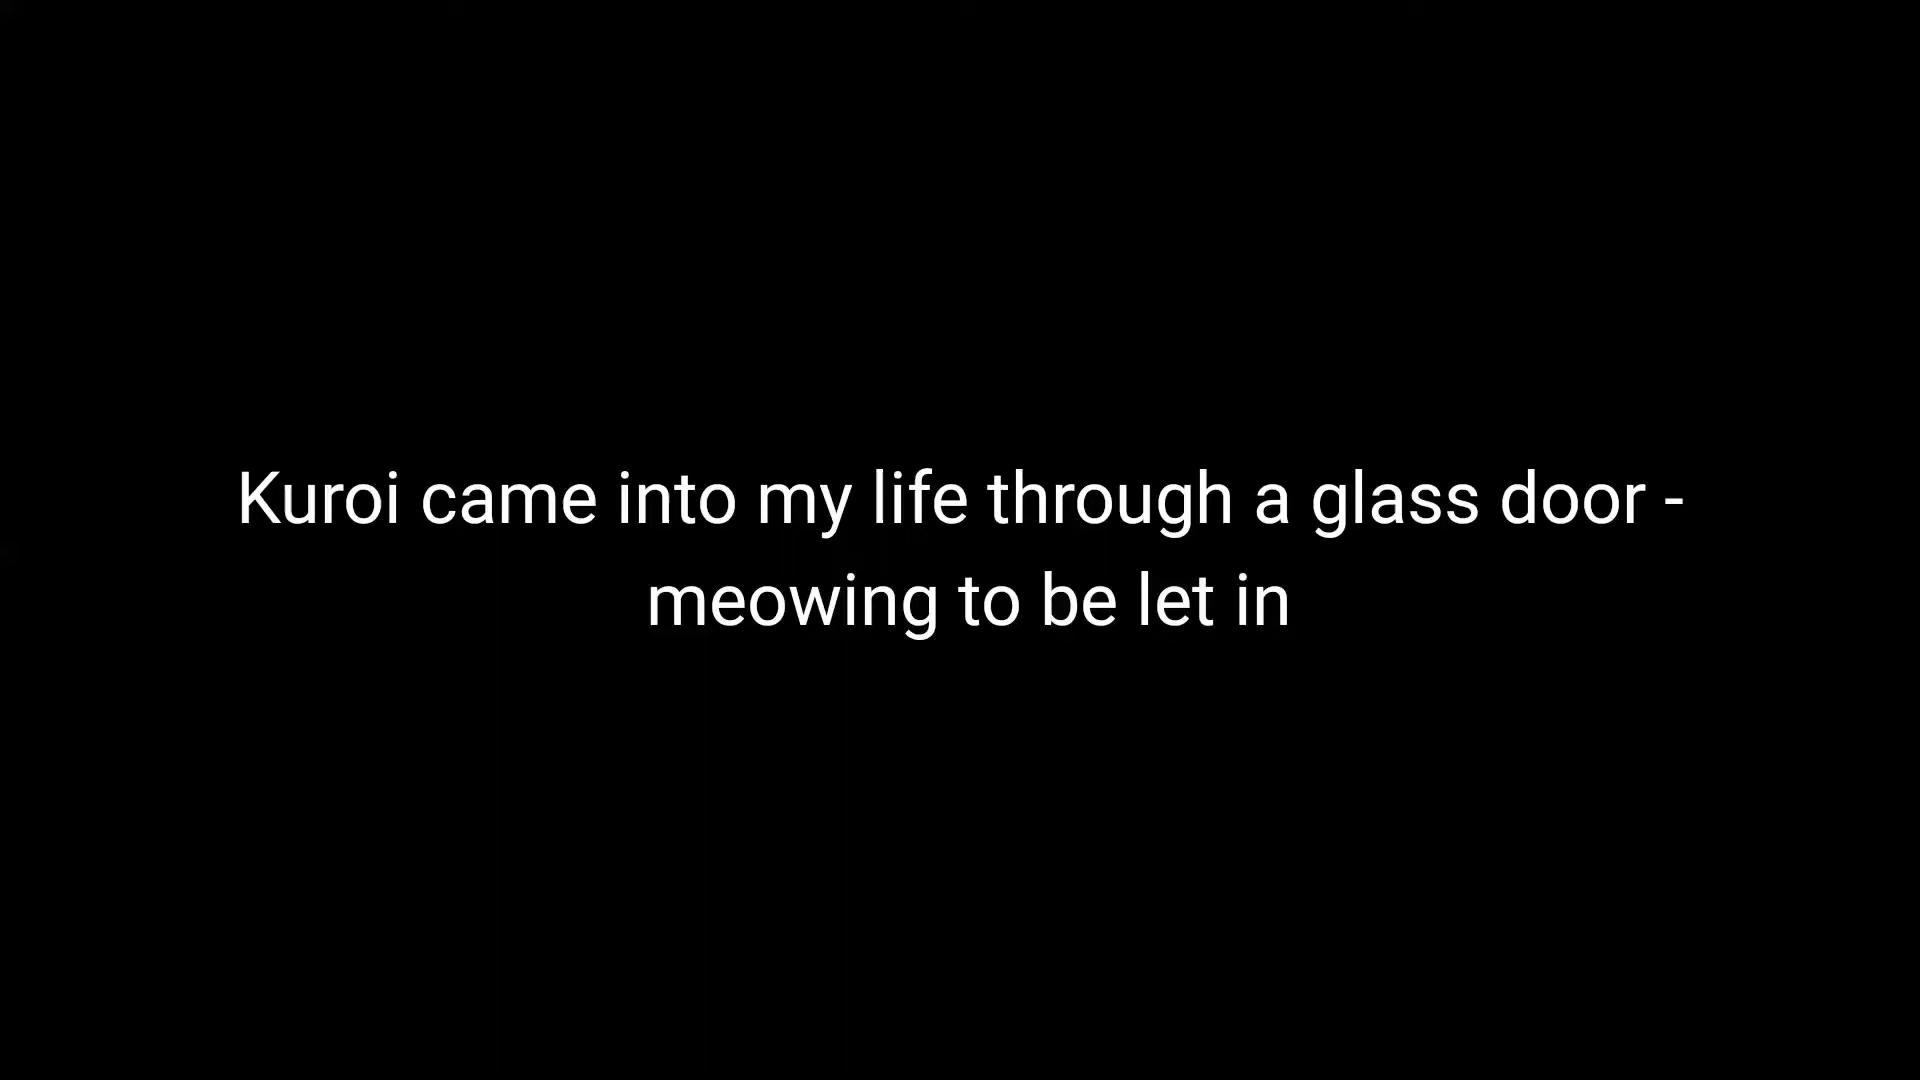 Kuroi came into my life through a glass door -
meowing to be let in